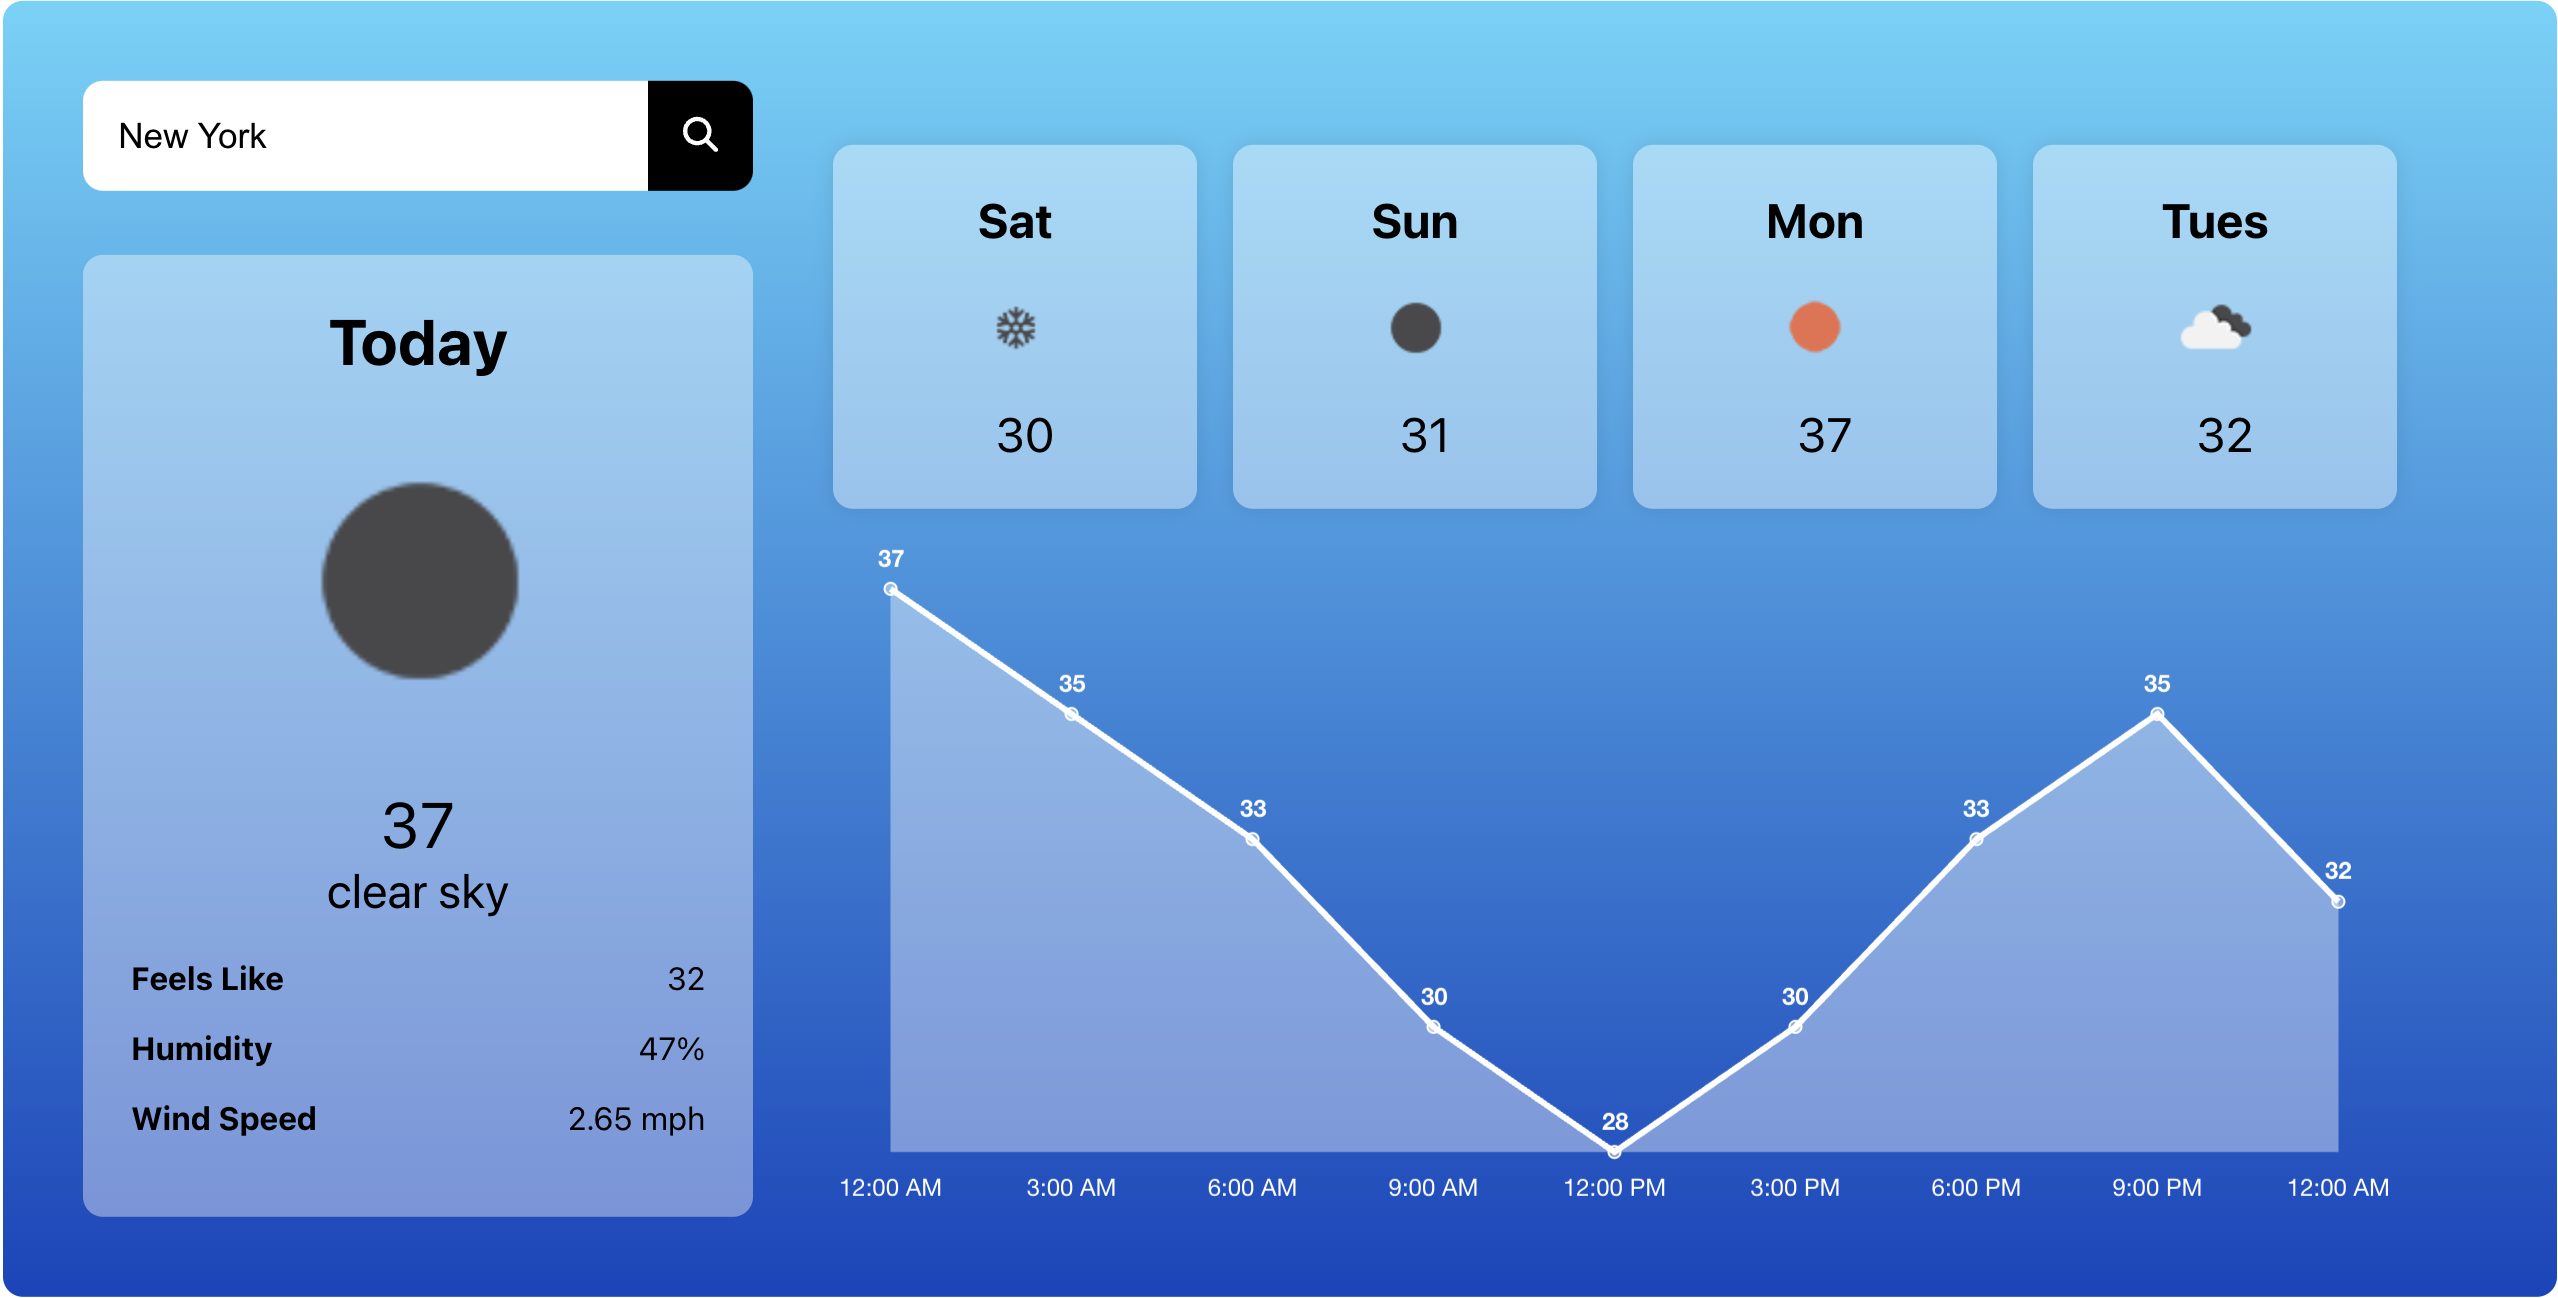 New York
Today
37
clear sky
Feels Like 32
Humidity 47%
Wind Speed 2.65 mph
Sat Sun Mon Tues
30 31 37 32
37
35 35
33 33
32
30 30
28
12:00 AM 3:00 AM 6:00 AM 9:00 AM 12:00 PM 3:00 PM 6:00 PM 9:00 PM 12:00 AM